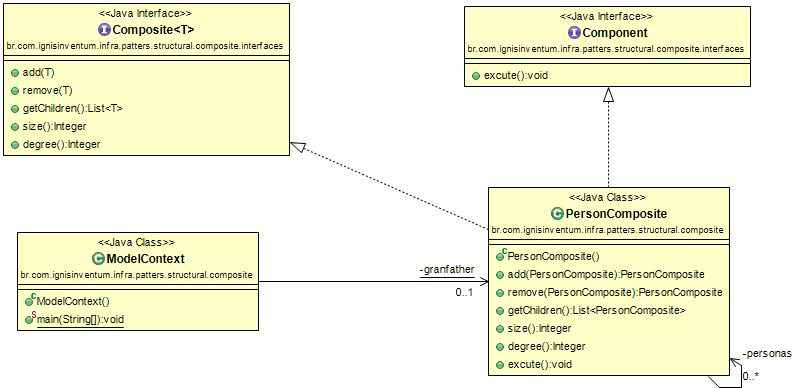 <<Java Interface>>
Composite<T>
br.com.ignisinventum.infra.patters.structural.composite.interfaces
add(T)
remove(T)
getChildren():List<T>
size():Integer
degree():Integer
<<Java Interface>>
Component
br.com.ignisinventum.infra.patters.structural.composite.interfaces
excute():void
<<Java Class>>
ModelContext
br.com.ignisinventum.infra.patters.structural.composite
ModelContext()
main(String[]):void
-granfather
0..1
<<Java Class>>
PersonComposite
br.com.ignisinventum.infra.patters.structural.composite
PersonComposite()
add(PersonComposite):PersonComposite
remove(PersonComposite):PersonComposite
getChildren():List<PersonComposite>
size():Integer
degree():Integer
excute():void
-personas
0..*